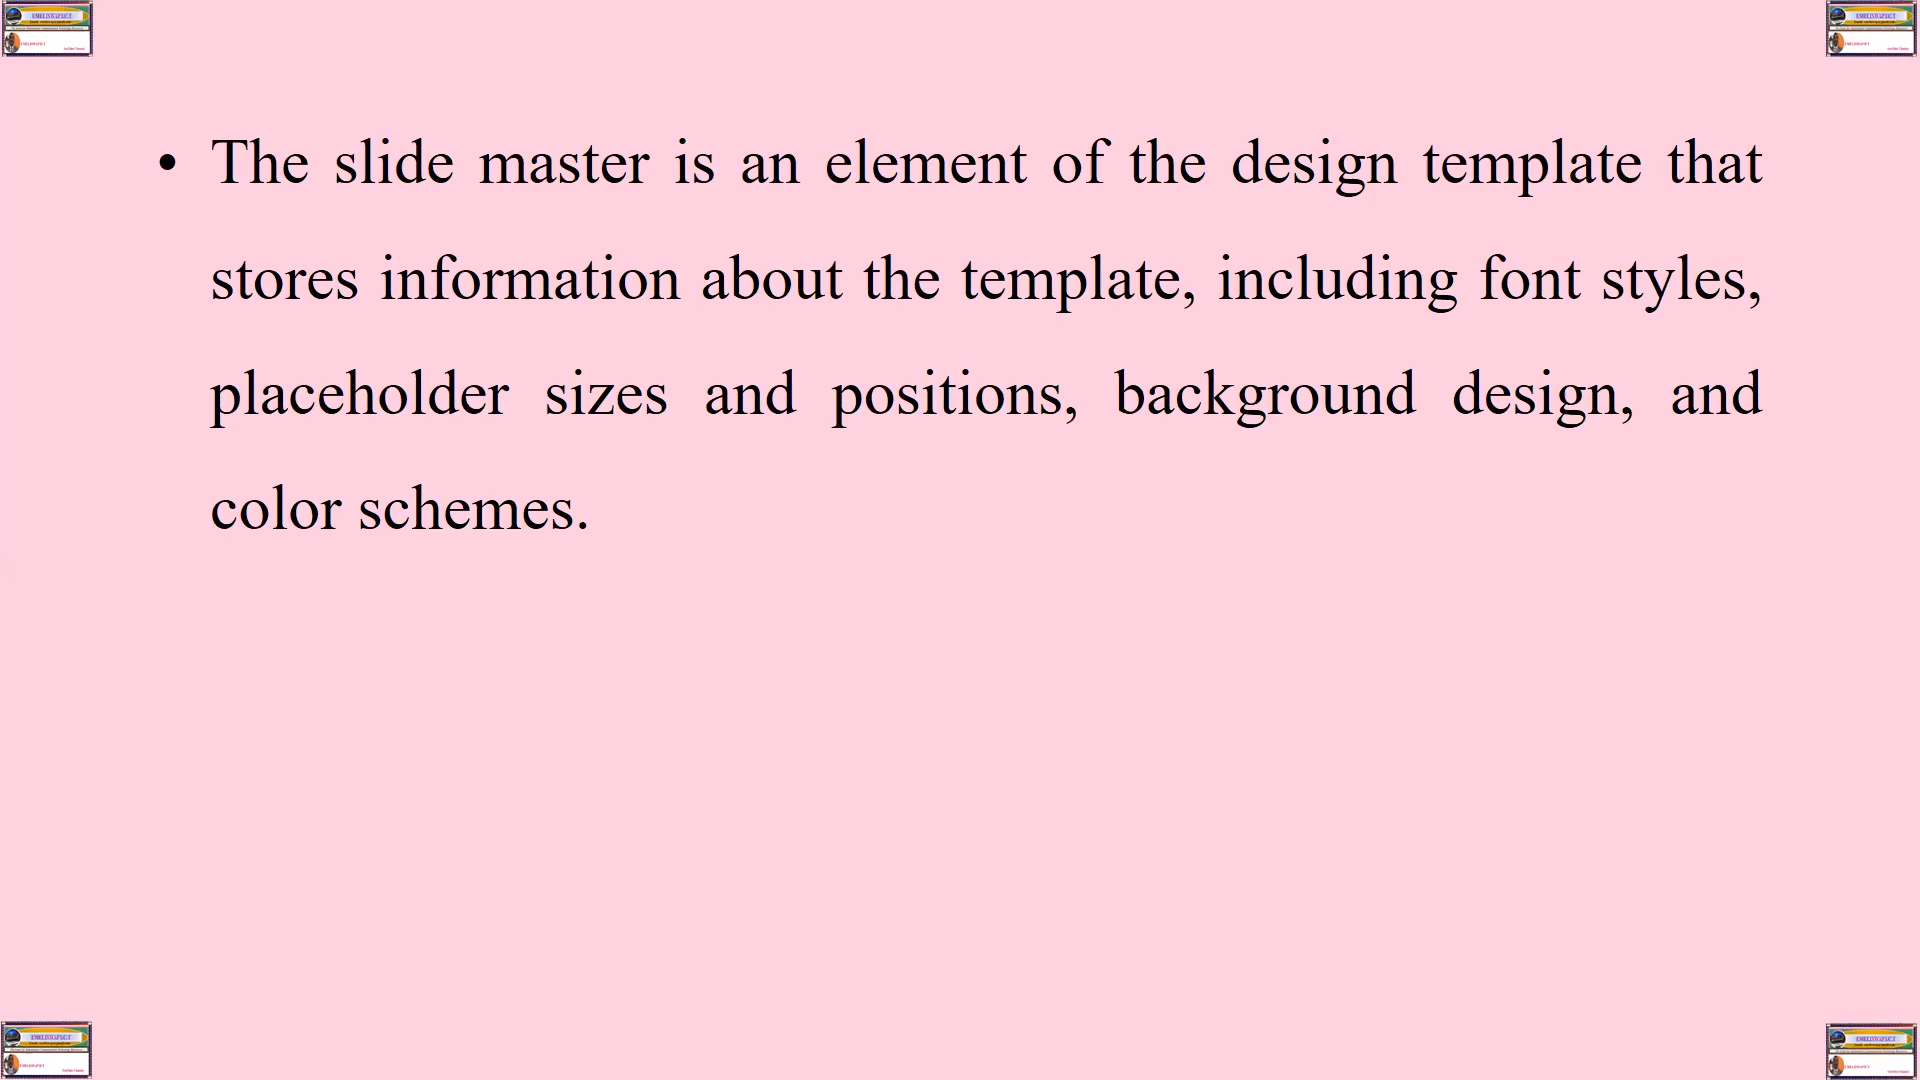 • The slide master is an element of the design template that
stores information about the template, including font styles,
placeholder sizes and positions, background design, and
color schemes.